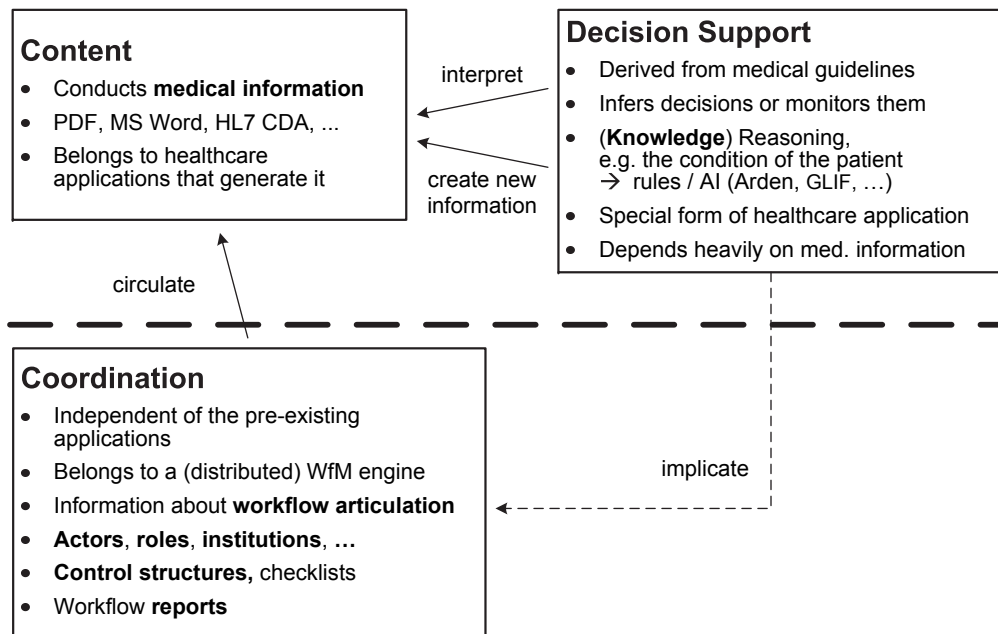 Content
• Conducts medical information
• PDF, MS Word, HL7 CDA, ...
• Belongs to healthcare
applications that generate it
interpret
create new
information
Decision Support
• Derived from medical guidelines
• Infers decisions or monitors them
• (Knowledge) Reasoning,
e.g. the condition of the patient
→ rules / AI (Arden, GLIF, …)
• Special form of healthcare application
• Depends heavily on med. information
circulate
Coordination
• Independent of the pre-existing
applications
• Belongs to a (distributed) WfM engine
• Information about workflow articulation
• Actors, roles, institutions, …
• Control structures, checklists
• Workflow reports
implicate